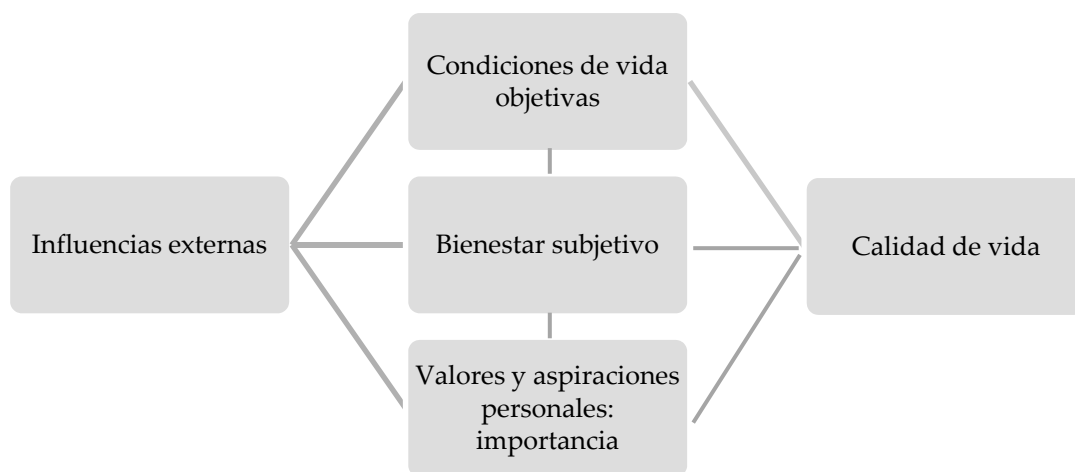 Condiciones de vida
objetivas
Influencias externas
Bienestar subjetivo
Calidad de vida
Valores y aspiraciones
personales:
importancia